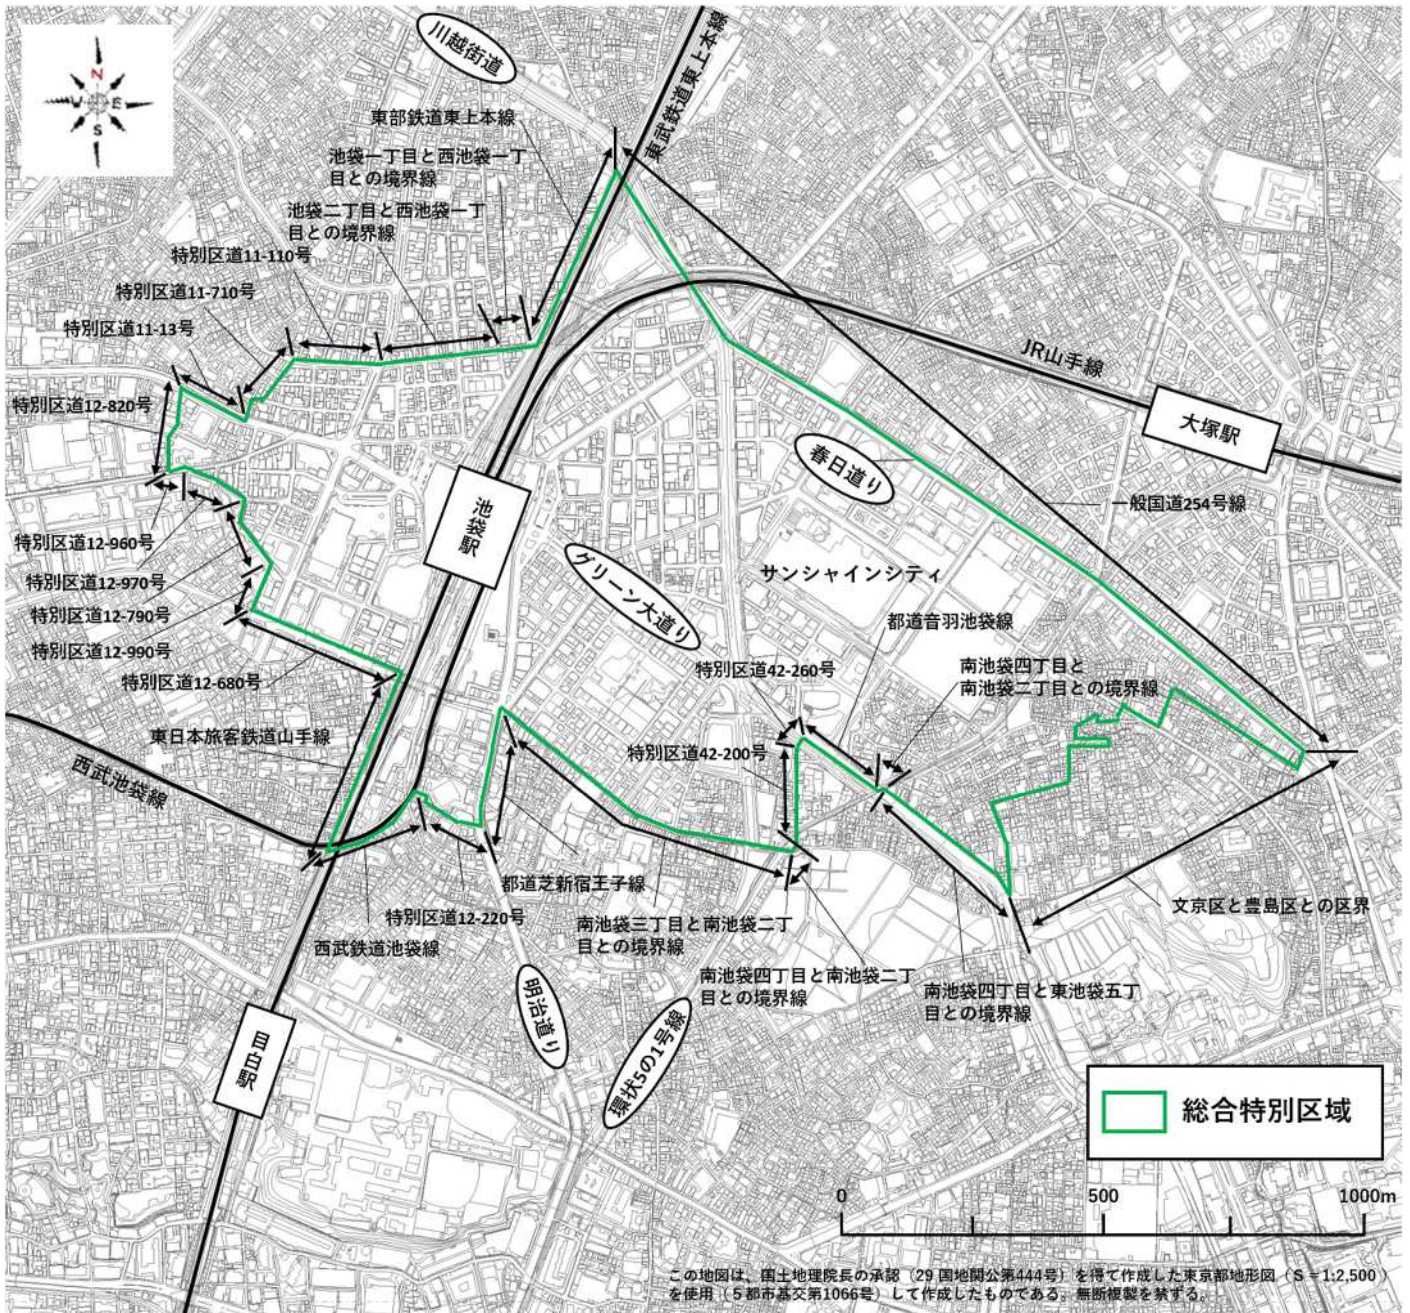 N
W
E
S
川越街道
東武鉄道東上本線
東部鉄道東上本線
池袋一丁目と西池袋一丁
目との境界線
池袋二丁目と西池袋一丁
目との境界線
特別区道11-110号
特別区道11-710号
特別区道11-13号
特別区道12-820号
JR山手線
大塚駅
春日通り
一般国道254号線
池袋駅
特別区道12-960号
特別区道12-970号
特別区道12-790号
特別区道12-990号
特別区道12-680号
グリーン大通り
サンシャインシティ
都道音羽池袋線
特別区道42-260号
南池袋四丁目と
南池袋二丁目との境界線
東日本旅客鉄道山手線
特別区道42-200号
西武池袋線
都道芝新宿王子線
特別区道12-220号
西武鉄道池袋線
南池袋三丁目と南池袋二丁
目との境界線
文京区と豊島区との区界
南池袋四丁目と南池袋二丁
目との境界線
南池袋四丁目と東池袋五丁
目との境界線
明治通り
環状5の1号線
目白駅
総合特別区域
0
500
1000m
この地図は、国土地理院長の承認（29 国地関公第444号）を得て作成した東京都地形図（S＝1:2,500）
を使用（5都市基交第1066号）して作成したものである。無断複製を禁ずる。